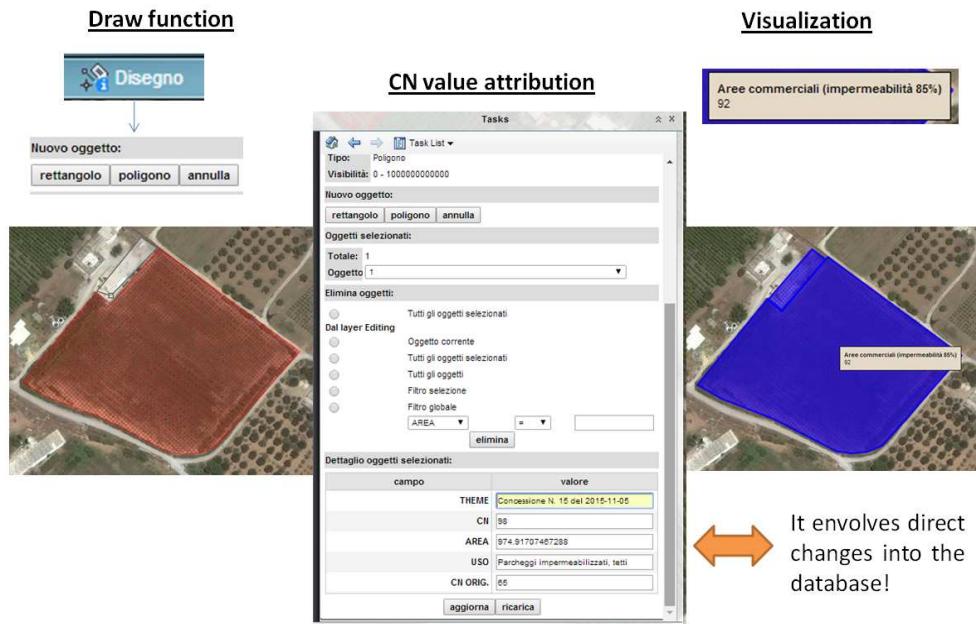 Draw function
Disegno
Nuovo oggetto:
rettangolo poligono annulla
CN value attribution
Tasks
Task List
Tipo: Poligono
Visibilità: 0 - 1000000000000
Nuovo oggetto:
rettangolo poligono annulla
Oggetti selezionati:
Totale: 1
Oggetto 1
Elimina oggetti:
Tutti gli oggetti selezionati
Dal layer Editing
Oggetto corrente
Tutti gli oggetti selezionati
Tutti gli oggetti
Filtro selezione
Filtro globale
AREA =
elimina
Dettaglio oggetti selezionati:
campo valore
THEME Concessione N. 15 del 2015-11-05
CN 98
AREA 974.91707467288
USO Parcheggi impermeabilizzati, tetti
CN ORIG. 65
aggiorna ricarica
Visualization
Aree commerciali (impermeabilità 85%)
92
Aree commerciali (impermeabilità 85%)
92
It envolves direct
changes into the
database!